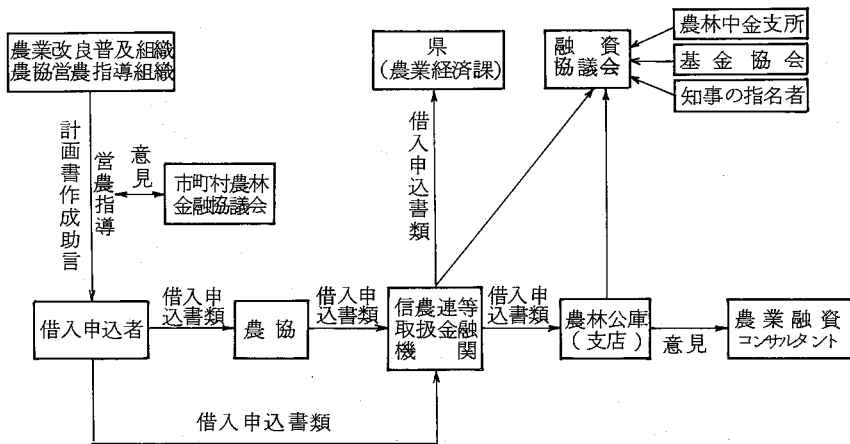 農業改良普及組織
農協営農指導組織
県
(農業経済課)
融資
協議会
農林中金支所
基金協会
知事の指名者
計画書作成助言
営農指導
意見
市町村農林
金融協議会
借入申込書類
借入申込者
借入申
込書類
農協
借入申
込書類
信農連等
取扱金融
機関
借入申
込書類
農林公庫
(支店)
意見
農業融資
コンサルタント
借入申込書類